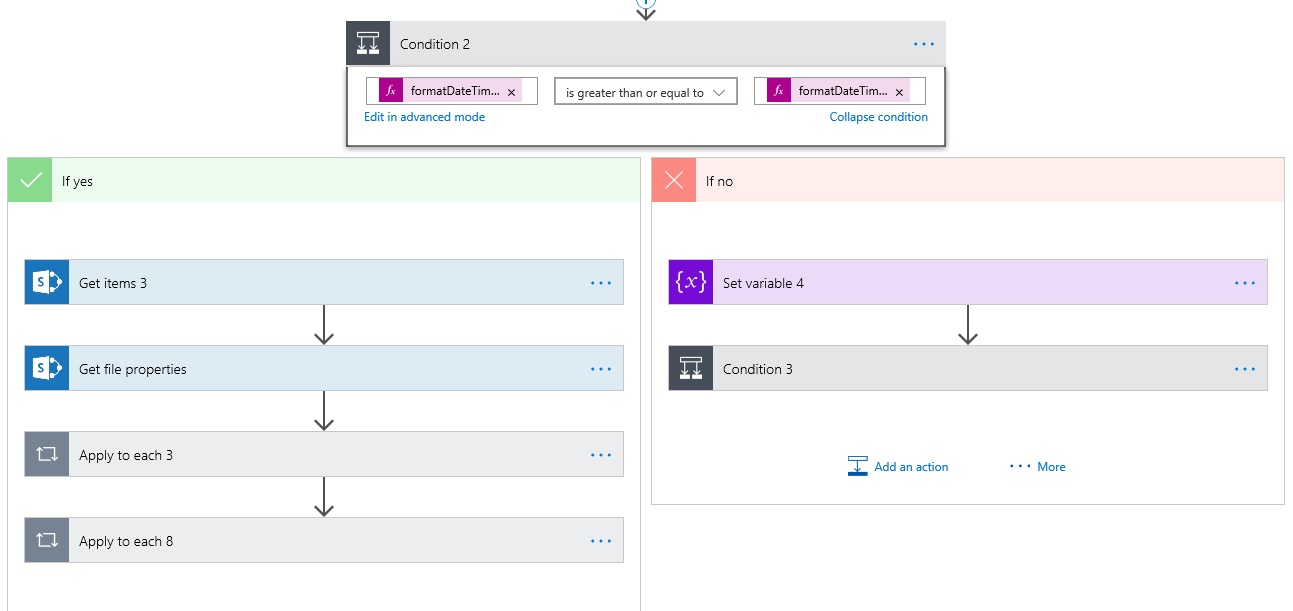 Condition 2
fx formatDateTim... × is greater than or equal to fx formatDateTim... ×
Edit in advanced mode Collapse condition
If yes
If no
S Get items 3
S Get file properties
Apply to each 3
Apply to each 8
{x} Set variable 4
Condition 3
Add an action ··· More